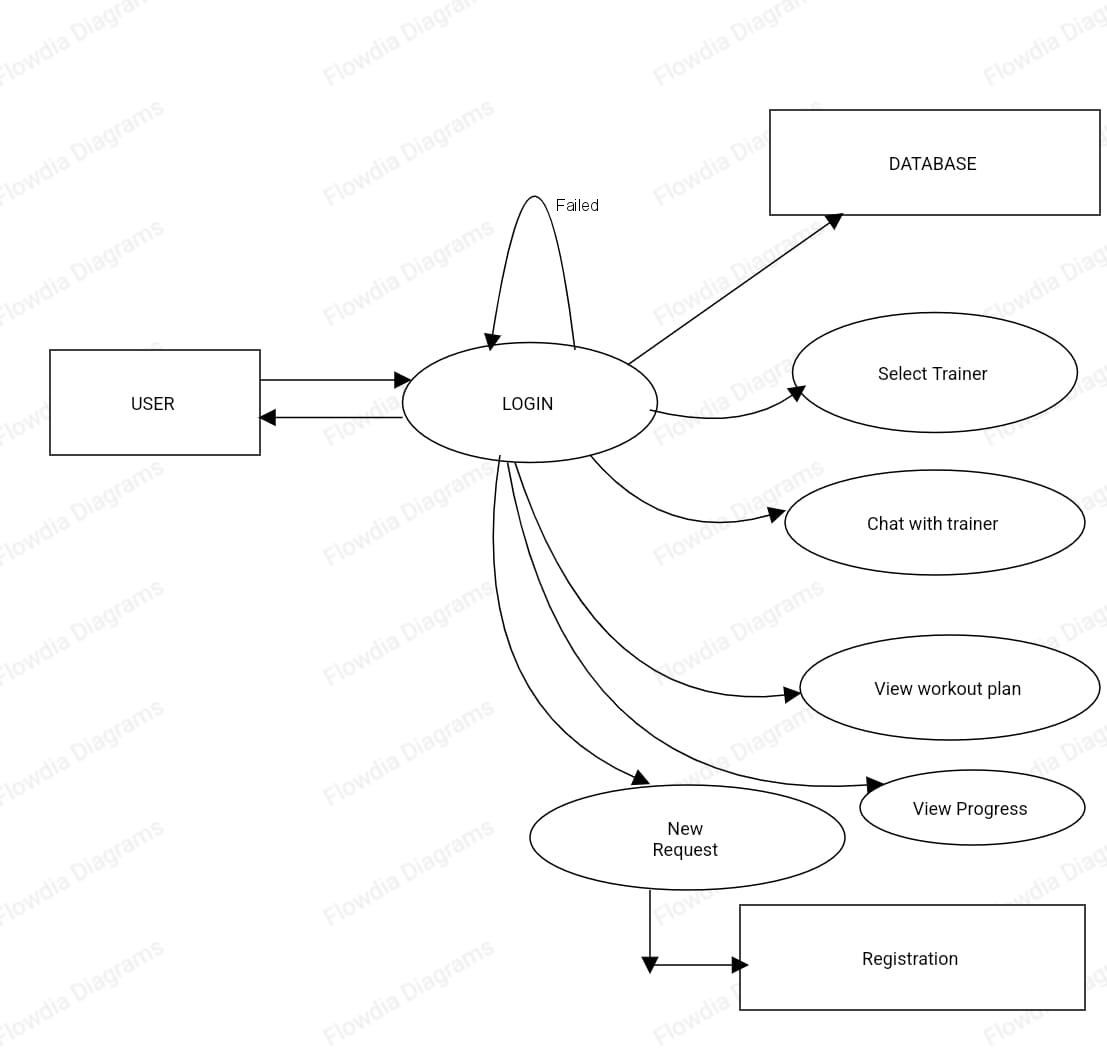 DATABASE
Failed
USER
LOGIN
Select Trainer
Chat with trainer
View workout plan
View Progress
New
Request
Registration
Flowdia Diagrams